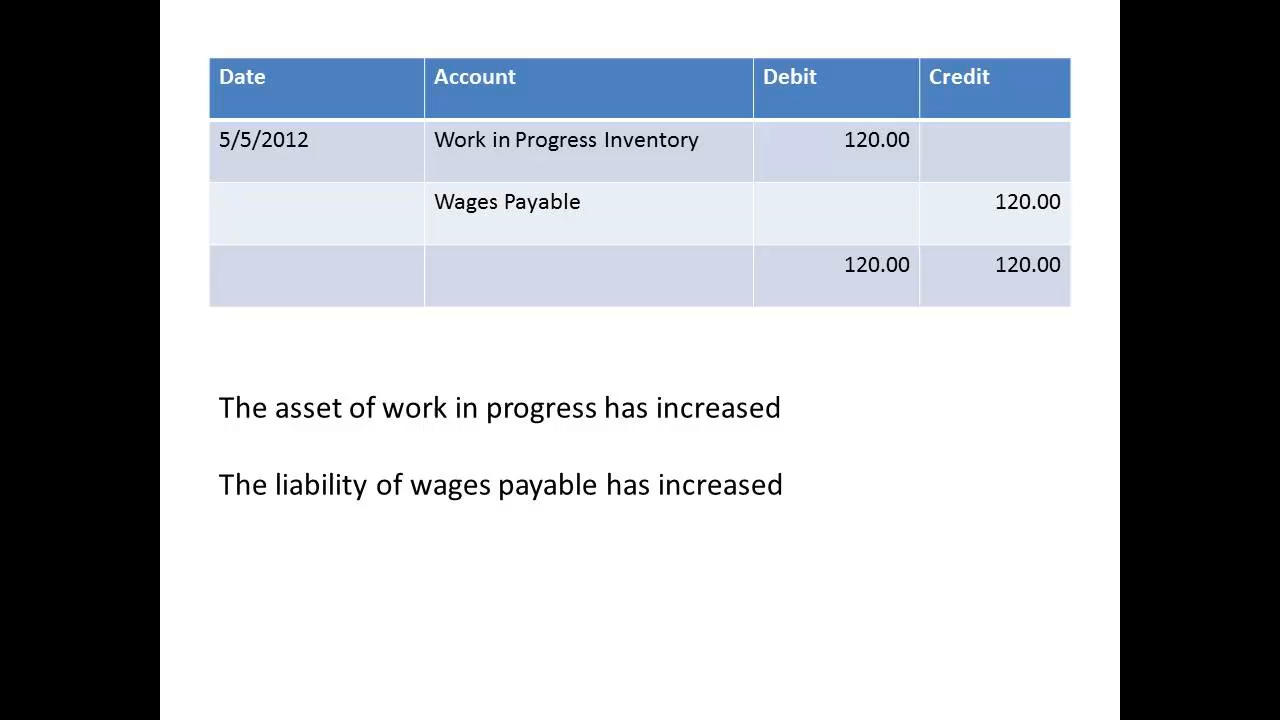 Date Account Debit Credit
5/5/2012 Work in Progress Inventory 120.00
Wages Payable 120.00
120.00 120.00
The asset of work in progress has increased
The liability of wages payable has increased